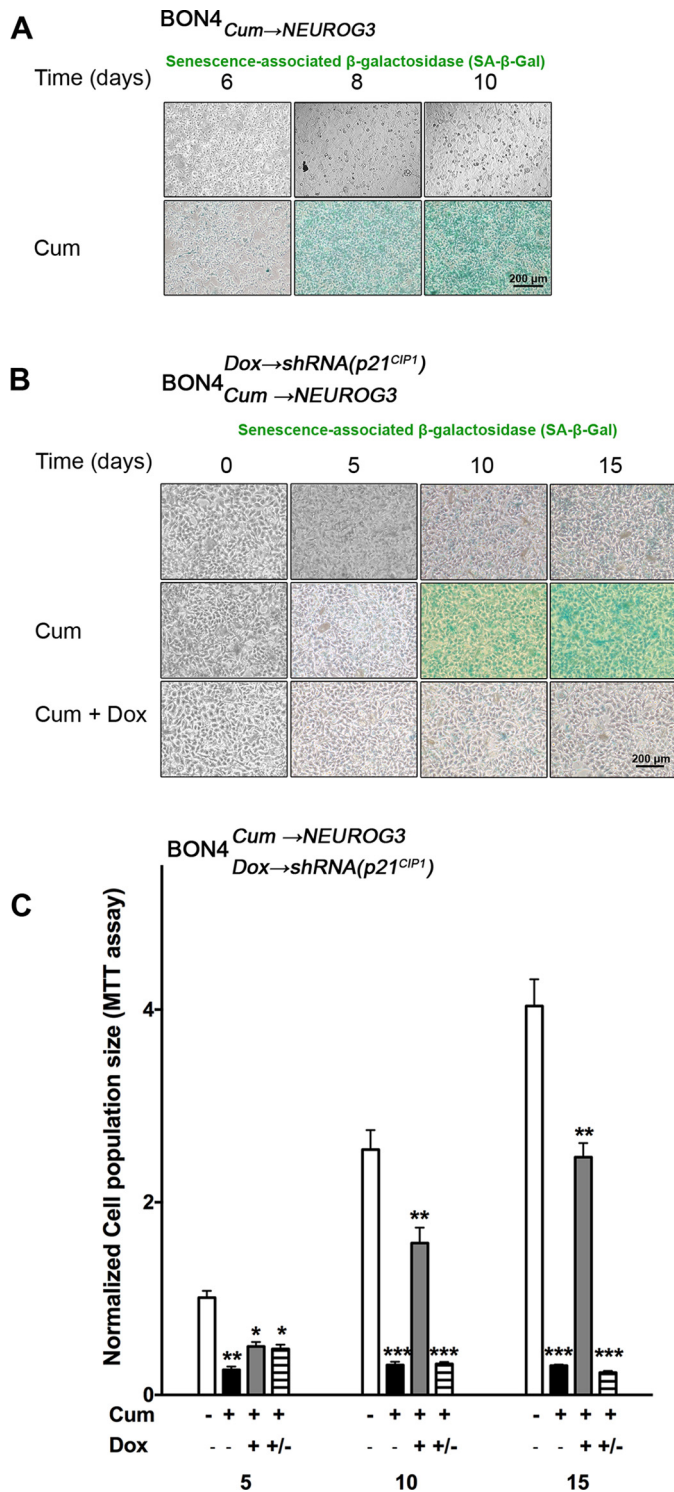 A
BON4 Cum→NEUROG3
Senescence-associated β-galactosidase (SA-β-Gal)
Time (days) 6 8 10
Cum
200 µm
B
BON4 Dox→shRNA(p21CIP1)
Cum →NEUROG3
Senescence-associated β-galactosidase (SA-β-Gal)
Time (days) 0 5 10 15
Cum
Cum + Dox
200 µm
C
BON4 Cum →NEUROG3
Dox→shRNA(p21CIP1)
Normalized Cell population size (MTT assay)
4
2
0
** * *
*** ** ***
*** ** ***
Cum - + + + - + + + - + + +
Dox - - + +/- - - + +/- - - + +/-
5 10 15